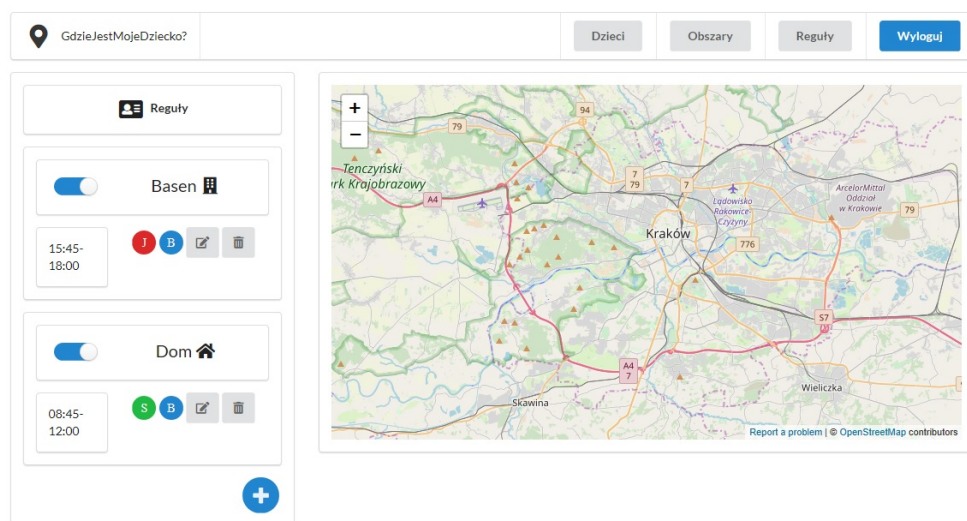 GdzieJestMojeDziecko?
Dzieci
Obszary
Reguły
Wyloguj
Reguły
Basen
15:45-
18:00
J
B
Dom
08:45-
12:00
S
B
+
+
−
94
79
Tenczyński
rk Krajobrazowy
A4
7
79
7
Lądowisko
Rakowice-
Czyżyny
ArcelorMittal
Oddział
w Krakowie
79
Kraków
776
S7
A4
7
Wieliczka
Skawina
Report a problem | © OpenStreetMap contributors